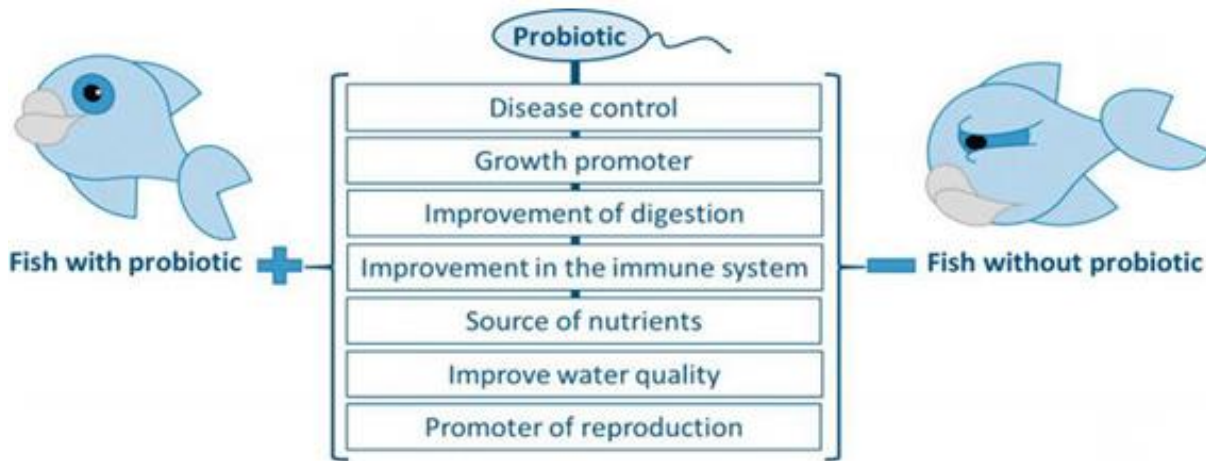 Probiotic
Disease control
Growth promoter
Improvement of digestion
Fish with probiotic
Improvement in the immune system
Fish without probiotic
Source of nutrients
Improve water quality
Promoter of reproduction